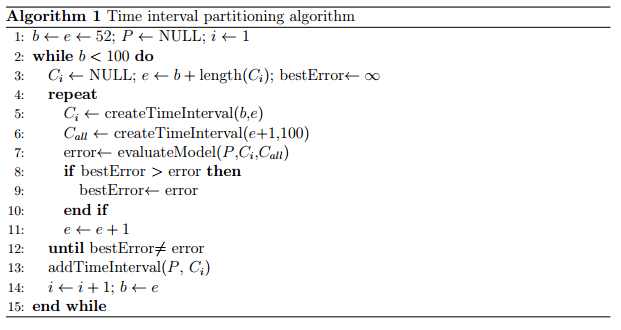 Algorithm 1 Time interval partitioning algorithm
1: b ← e ← 52; P ← NULL; i ← 1
2: while b < 100 do
3: C_i ← NULL; e ← b + length(C_i); bestError← ∞
4: repeat
5: C_i ← createTimeInterval(b,e)
6: C_all ← createTimeInterval(e+1,100)
7: error← evaluateModel(P,C_i,C_all)
8: if bestError > error then
9: bestError← error
10: end if
11: e ← e + 1
12: until bestError≠ error
13: addTimeInterval(P, C_i)
14: i ← i + 1; b ← e
15: end while